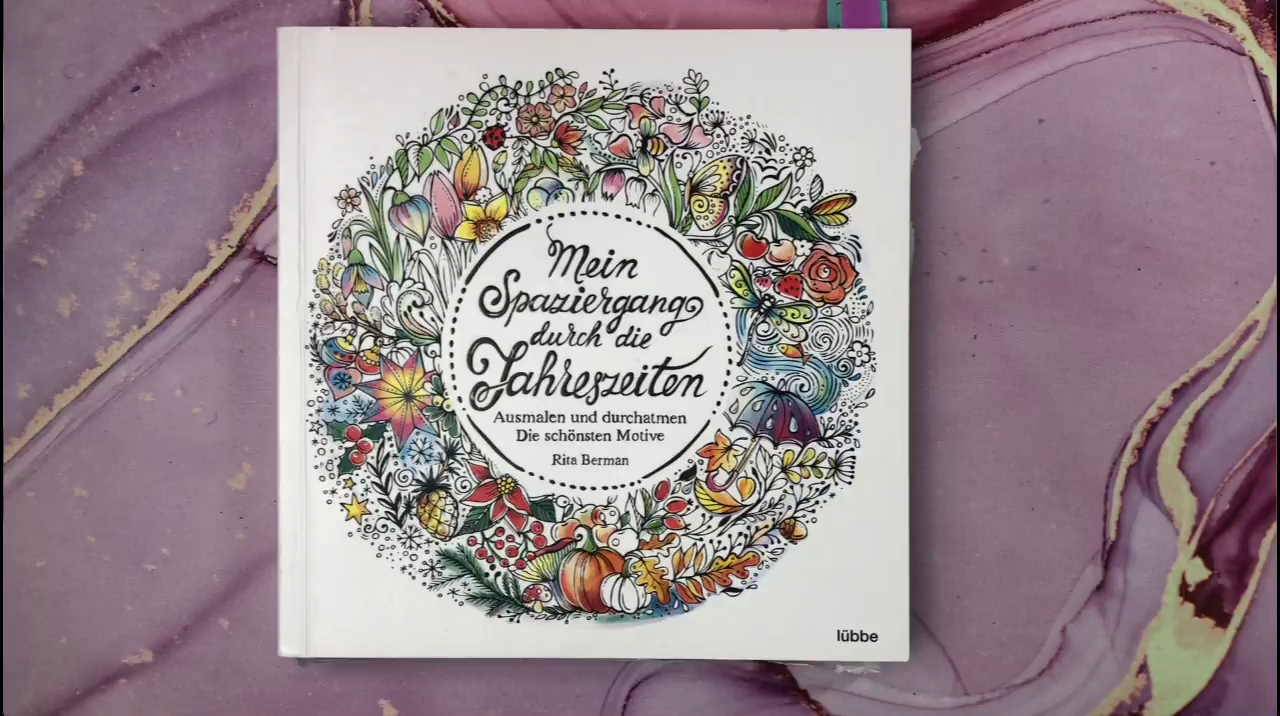 Mein
Spaziergang
durch die
Jahreszeiten
Ausmalen und durchatmen
Die schönsten Motive
Rita Berman
lübbe